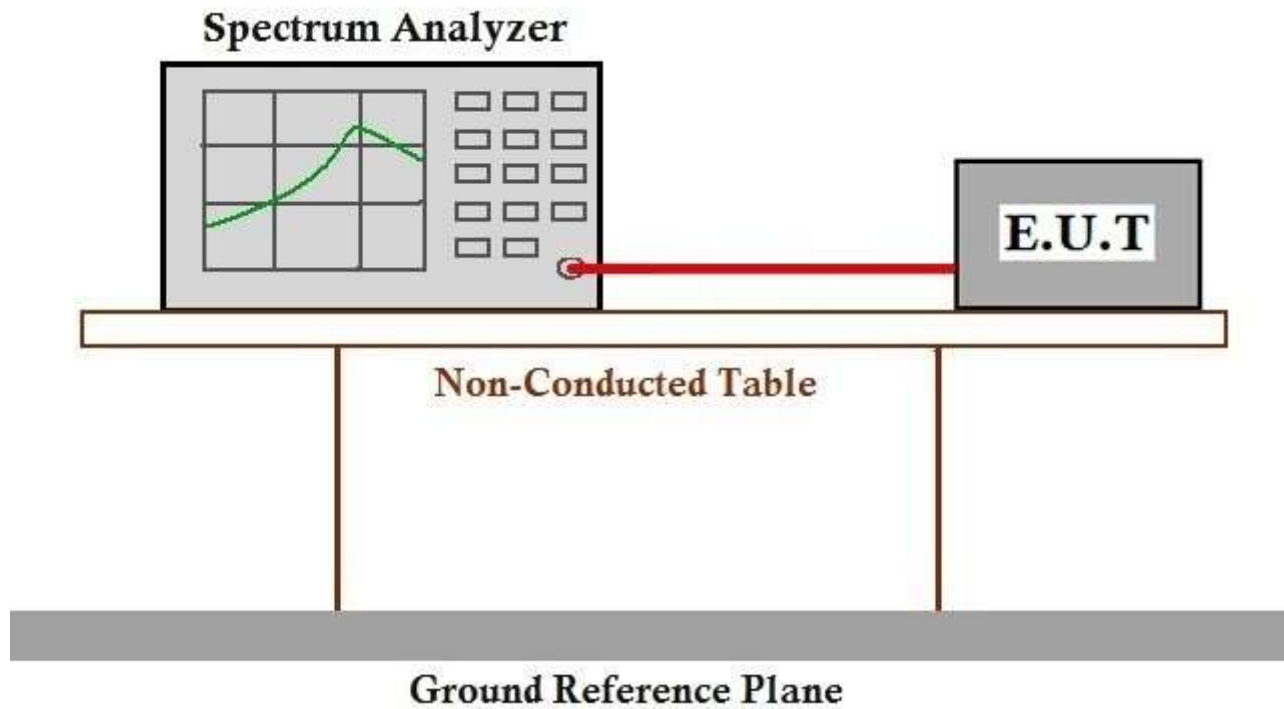 Spectrum Analyzer
E.U.T
Non-Conducted Table
Ground Reference Plane